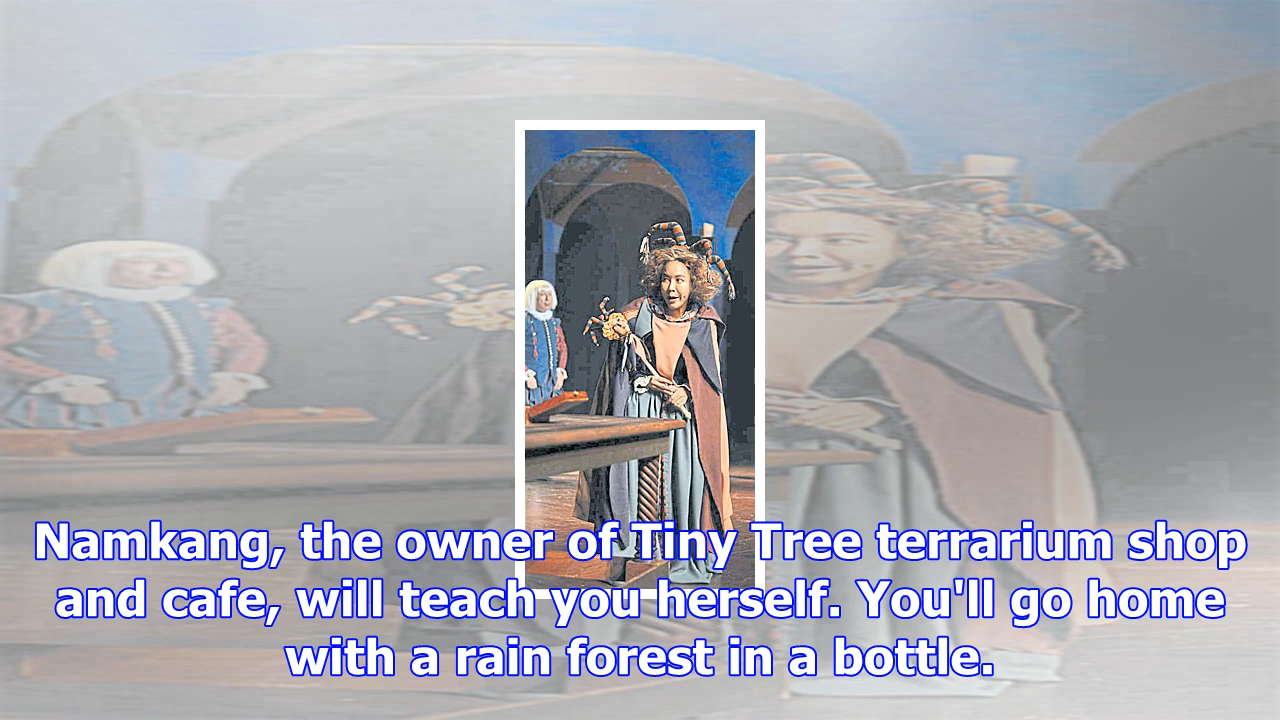 Namkang, the owner of Tiny Tree terrarium shop
and cafe, will teach you herself. You'll go home
with a rain forest in a bottle.